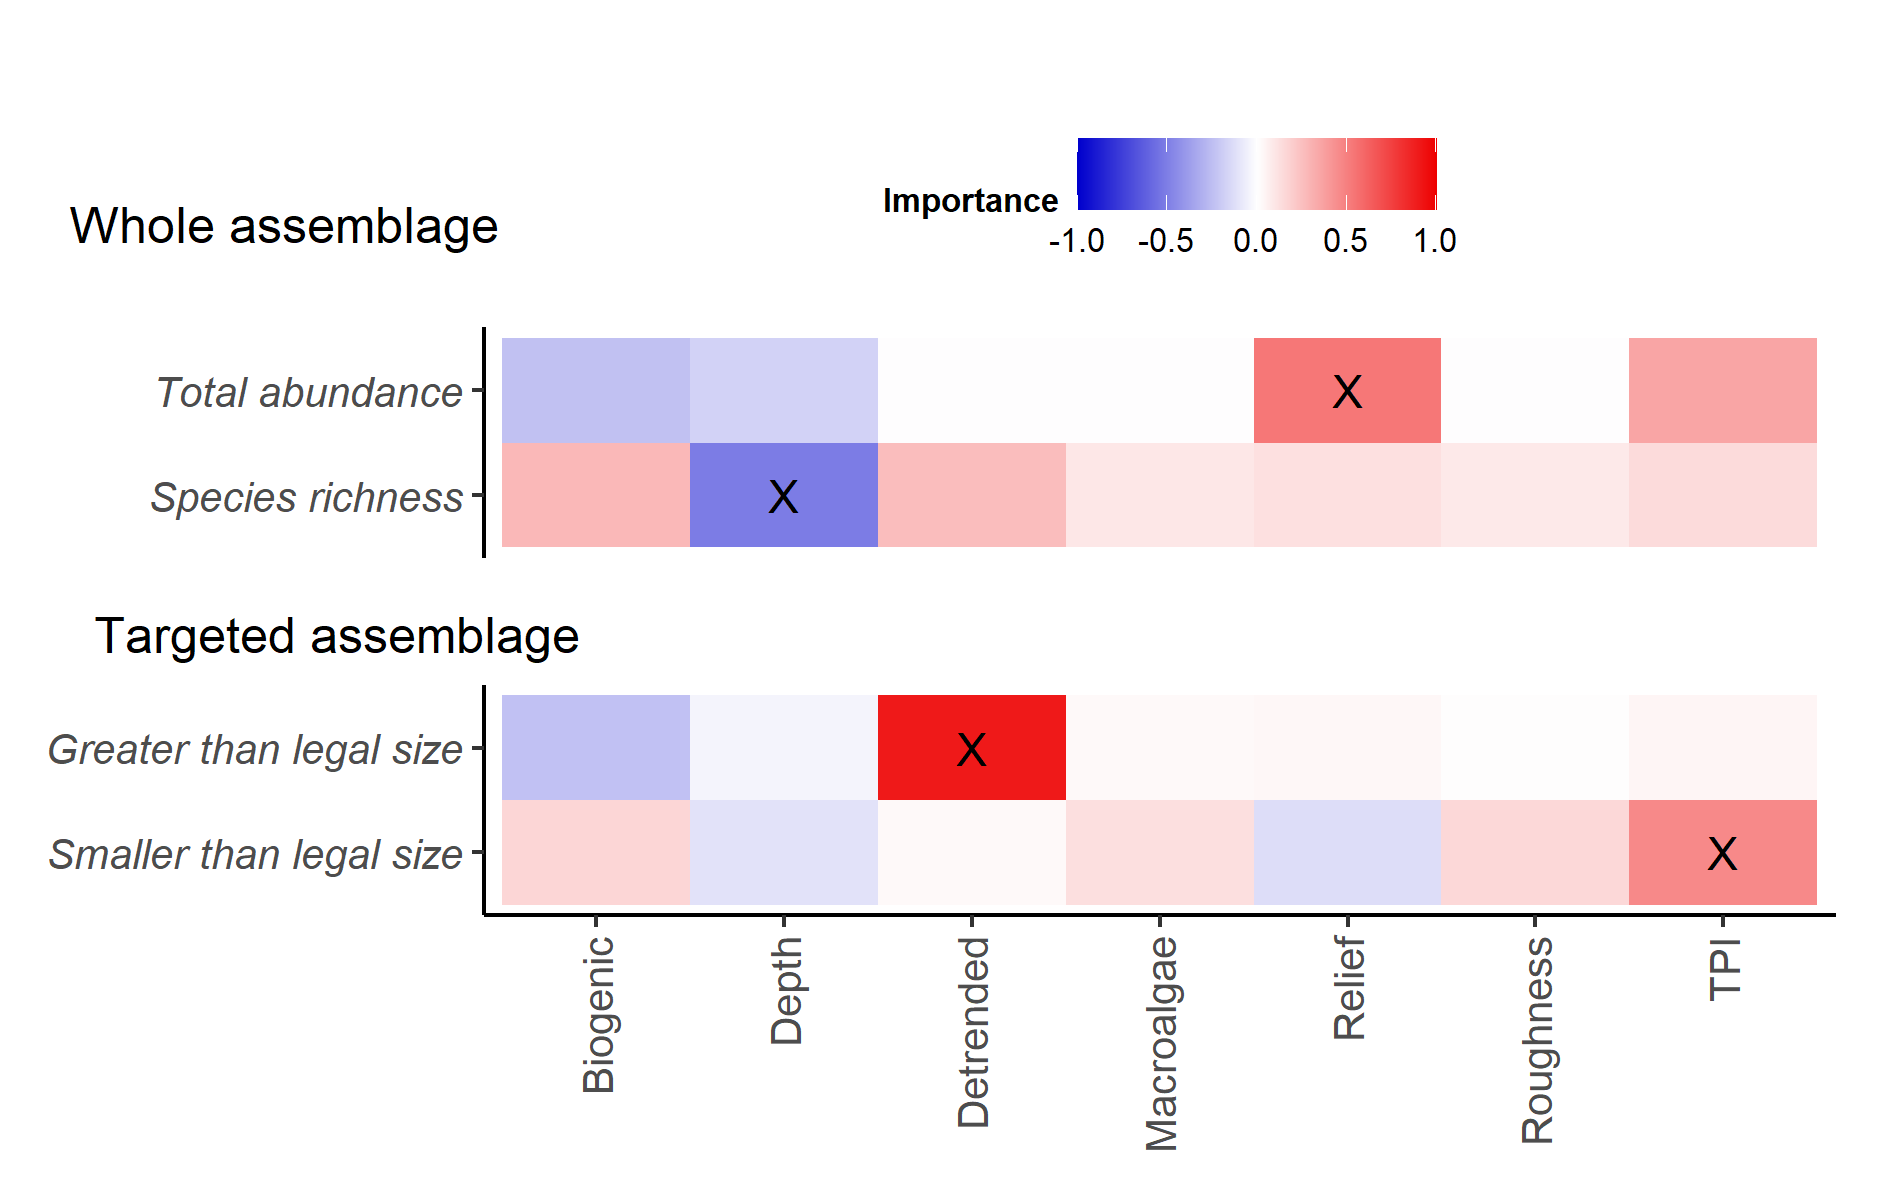 Importance
-1.0 -0.5 0.0 0.5 1.0
Whole assemblage
Total abundance
X
Species richness
X
Targeted assemblage
Greater than legal size
X
Smaller than legal size
X
Biogenic
Depth
Detrended
Macroalgae
Relief
Roughness
TPI